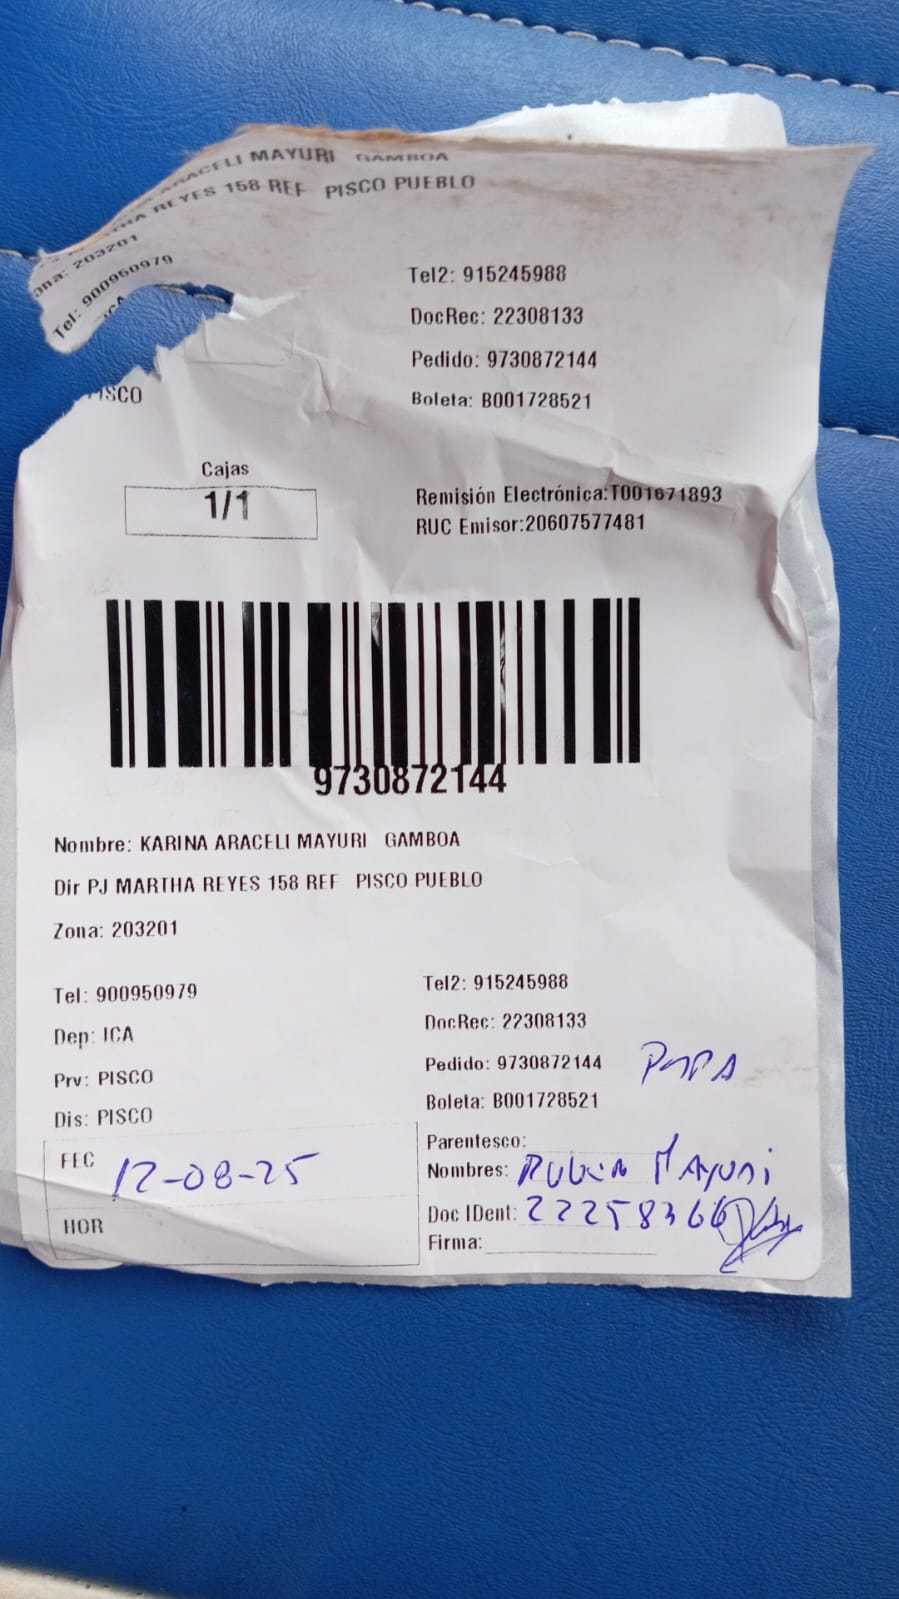 ARACELI MAYURI GAMBOA
MARTHA REYES 158 REF PISCO PUEBLO
Zona: 203201
Tel: 900950979
Tel2: 915245988
ICA
DocRec: 22308133
Pedido: 9730872144
PISCO
Boleta: B001728521
Cajas
1/1
Remisión Electrónica:T001671893
RUC Emisor:20607577481
9730872144
Nombre: KARINA ARACELI MAYURI GAMBOA
Dir PJ MARTHA REYES 158 REF PISCO PUEBLO
Zona: 203201
Tel: 900950979
Tel2: 915245988
Dep: ICA
DocRec: 22308133
Prv: PISCO
Pedido: 9730872144
PAPA
Dis: PISCO
Boleta: B001728521
Parentesco:
FEC 12-08-25
Nombres: RUBEN MAYURI
HOR
Doc IDent: 22258366
Firma: